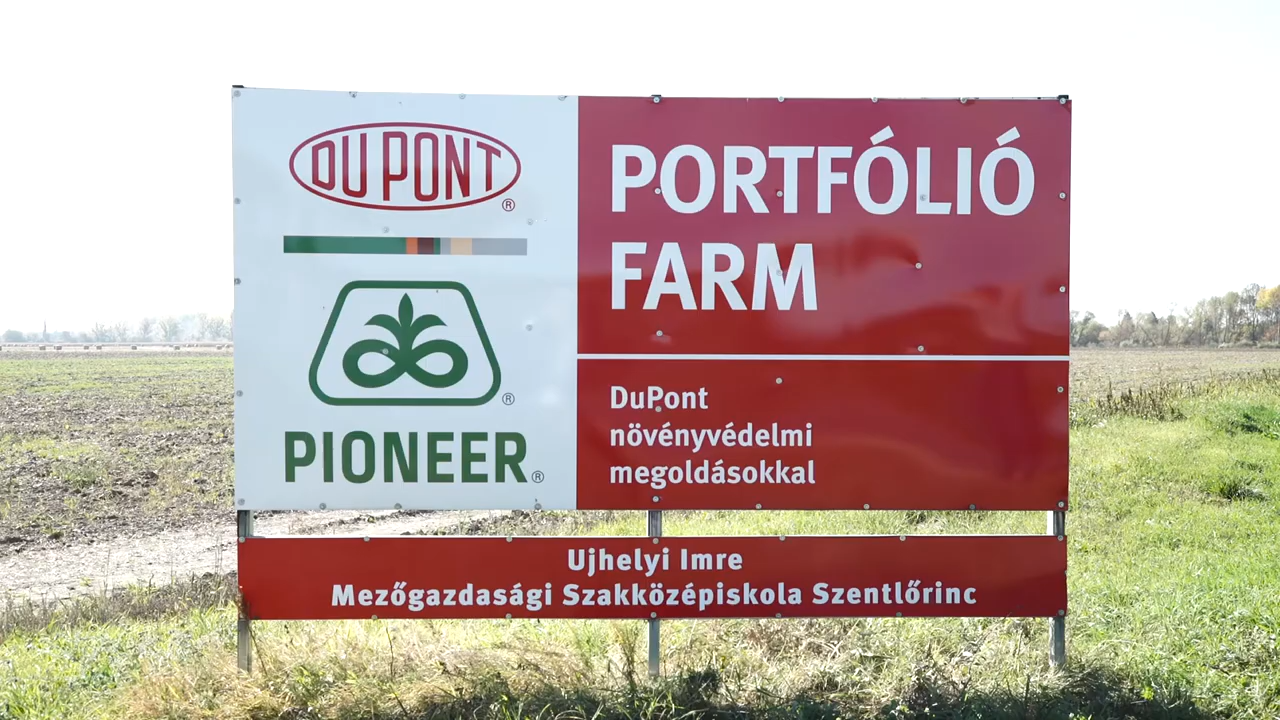 DU PONT
®
®
PIONEER®
PORTFÓLIÓ
FARM
DuPont
növényvédelmi
megoldásokkal
Ujhelyi Imre
Mezőgazdasági Szakközépiskola Szentlőrinc